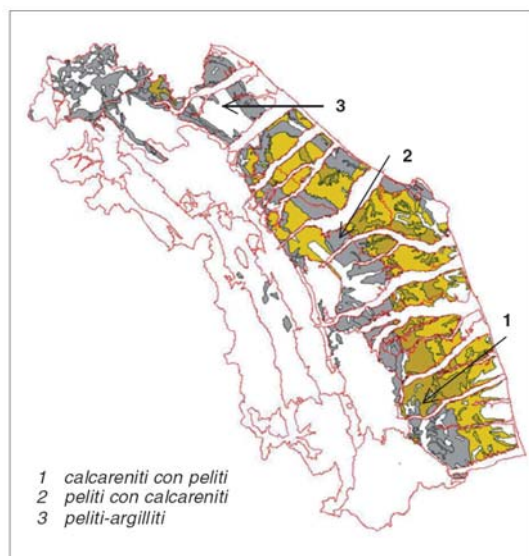 3
2
1
1 calcareniti con peliti
2 peliti con calcareniti
3 peliti-argilliti